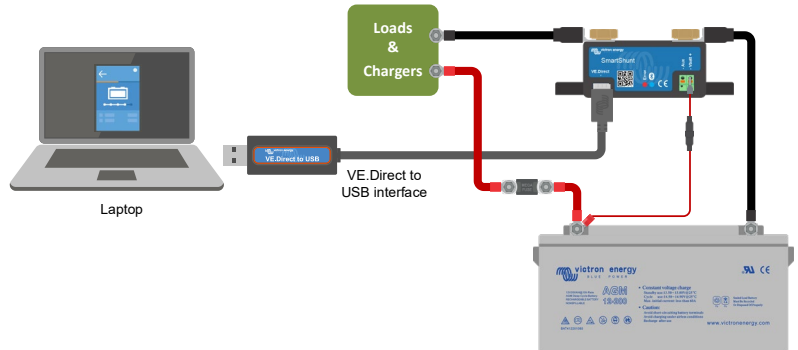 Loads
&
Chargers
victron energy
SmartShunt
VE.Direct
Aux
Vbatt +
victron energy
VE.Direct to USB
VE.Direct to
USB interface
Laptop
victron energy
BLUE POWER
AGM
12-200
• Constant voltage charge
• Caution:
www.victronenergy.com